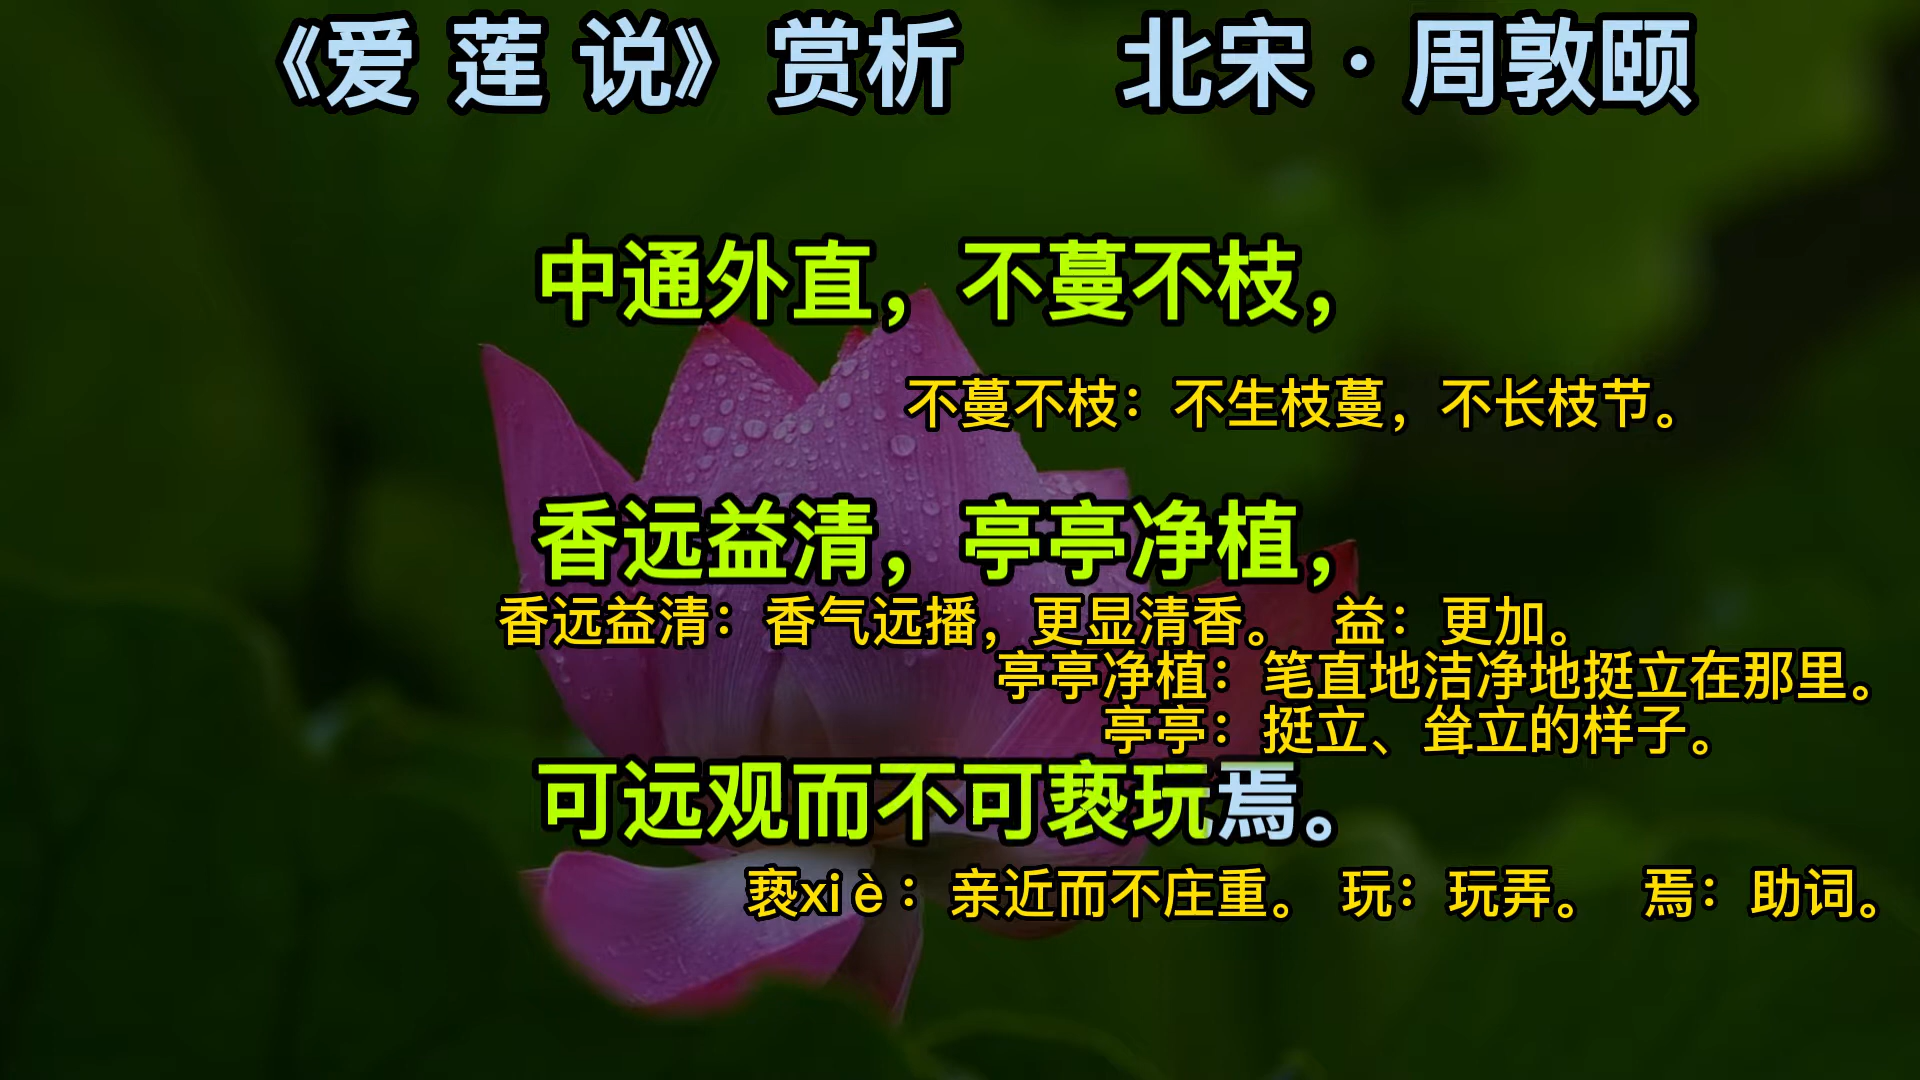 《爱 莲 说》赏析 北宋·周敦颐
中通外直，不蔓不枝，
不蔓不枝：不生枝蔓，不长枝节。
香远益清，亭亭净植，
香远益清：香气远播，更显清香。 益：更加。
亭亭净植：笔直地洁净地挺立在那里。
亭亭：挺立、耸立的样子。
可远观而不可亵玩焉。
亵xiè：亲近而不庄重。 玩：玩弄。 焉：助词。